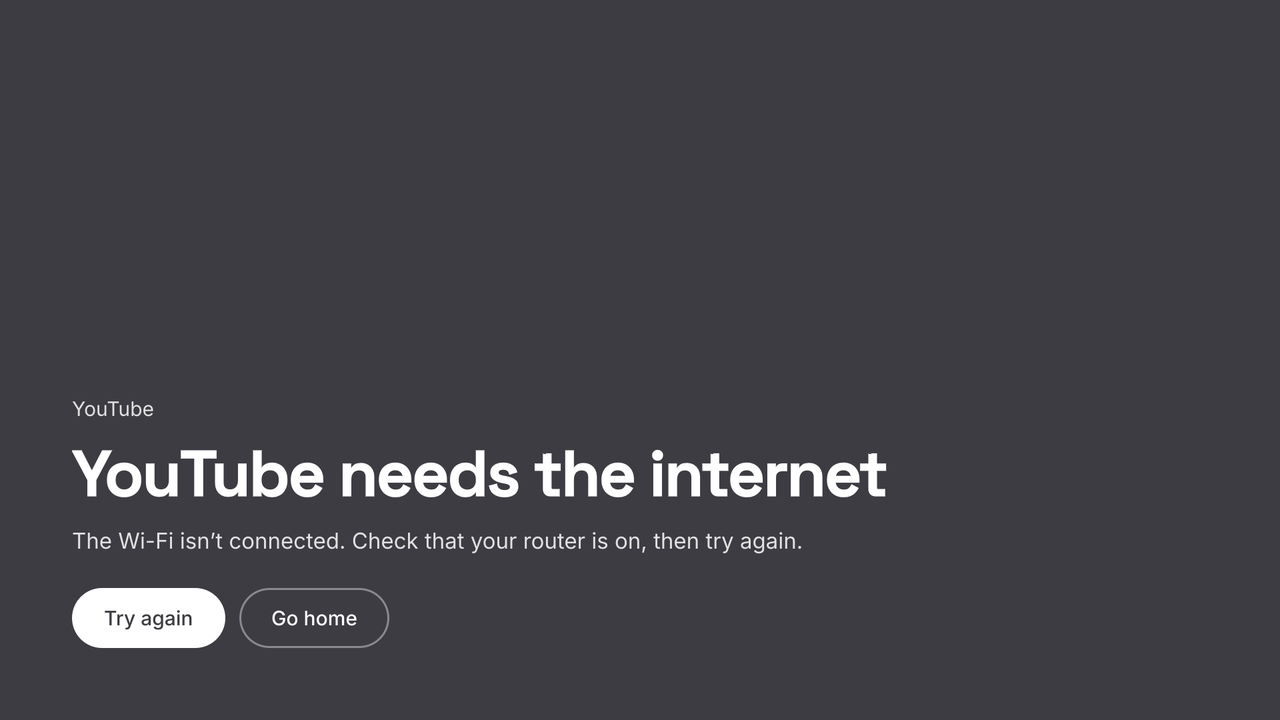 YouTube
YouTube needs the internet
The Wi-Fi isn’t connected. Check that your router is on, then try again.
Try again
Go home